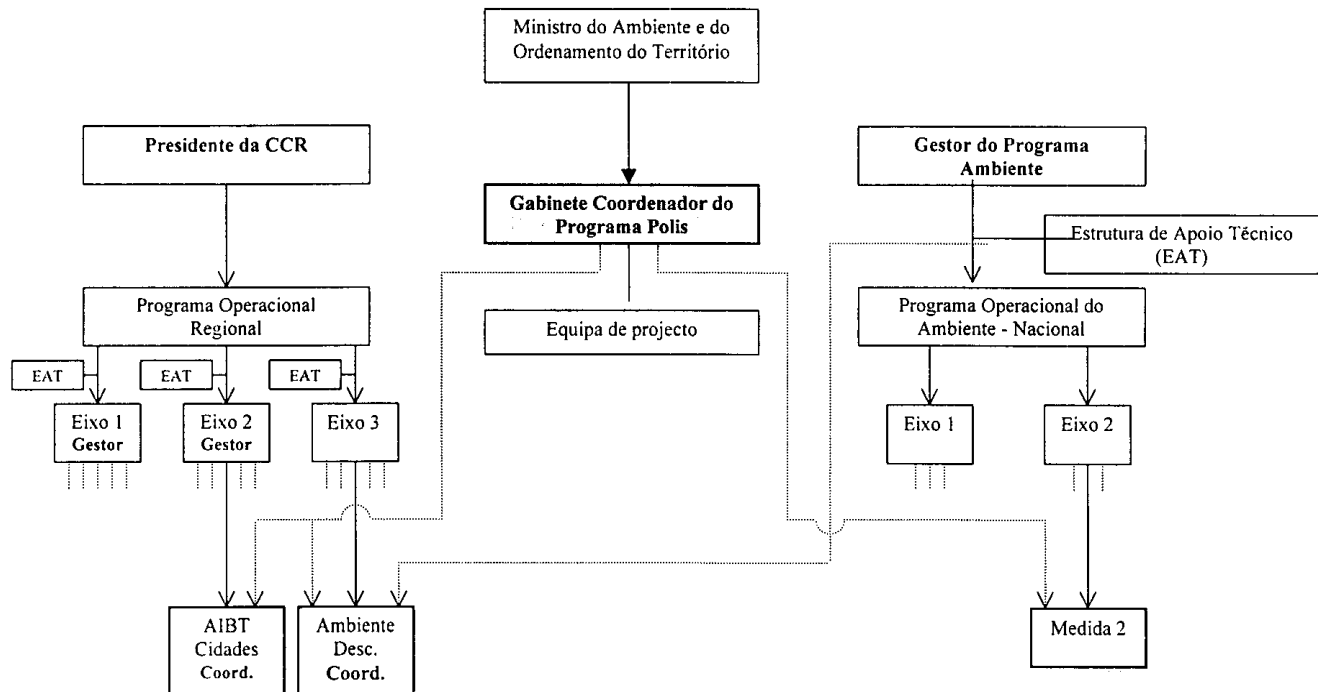 Ministro do Ambiente e do
Ordenamento do Território
Presidente da CCR
Gestor do Programa
Ambiente
Gabinete Coordenador do
Programa Polis
Estrutura de Apoio Técnico
(EAT)
Programa Operacional
Regional
Equipa de projecto
Programa Operacional do
Ambiente - Nacional
EAT
EAT
EAT
Eixo 1
Gestor
Eixo 2
Gestor
Eixo 3
Eixo 1
Eixo 2
AIBT
Cidades
Coord.
Ambiente
Desc.
Coord.
Medida 2